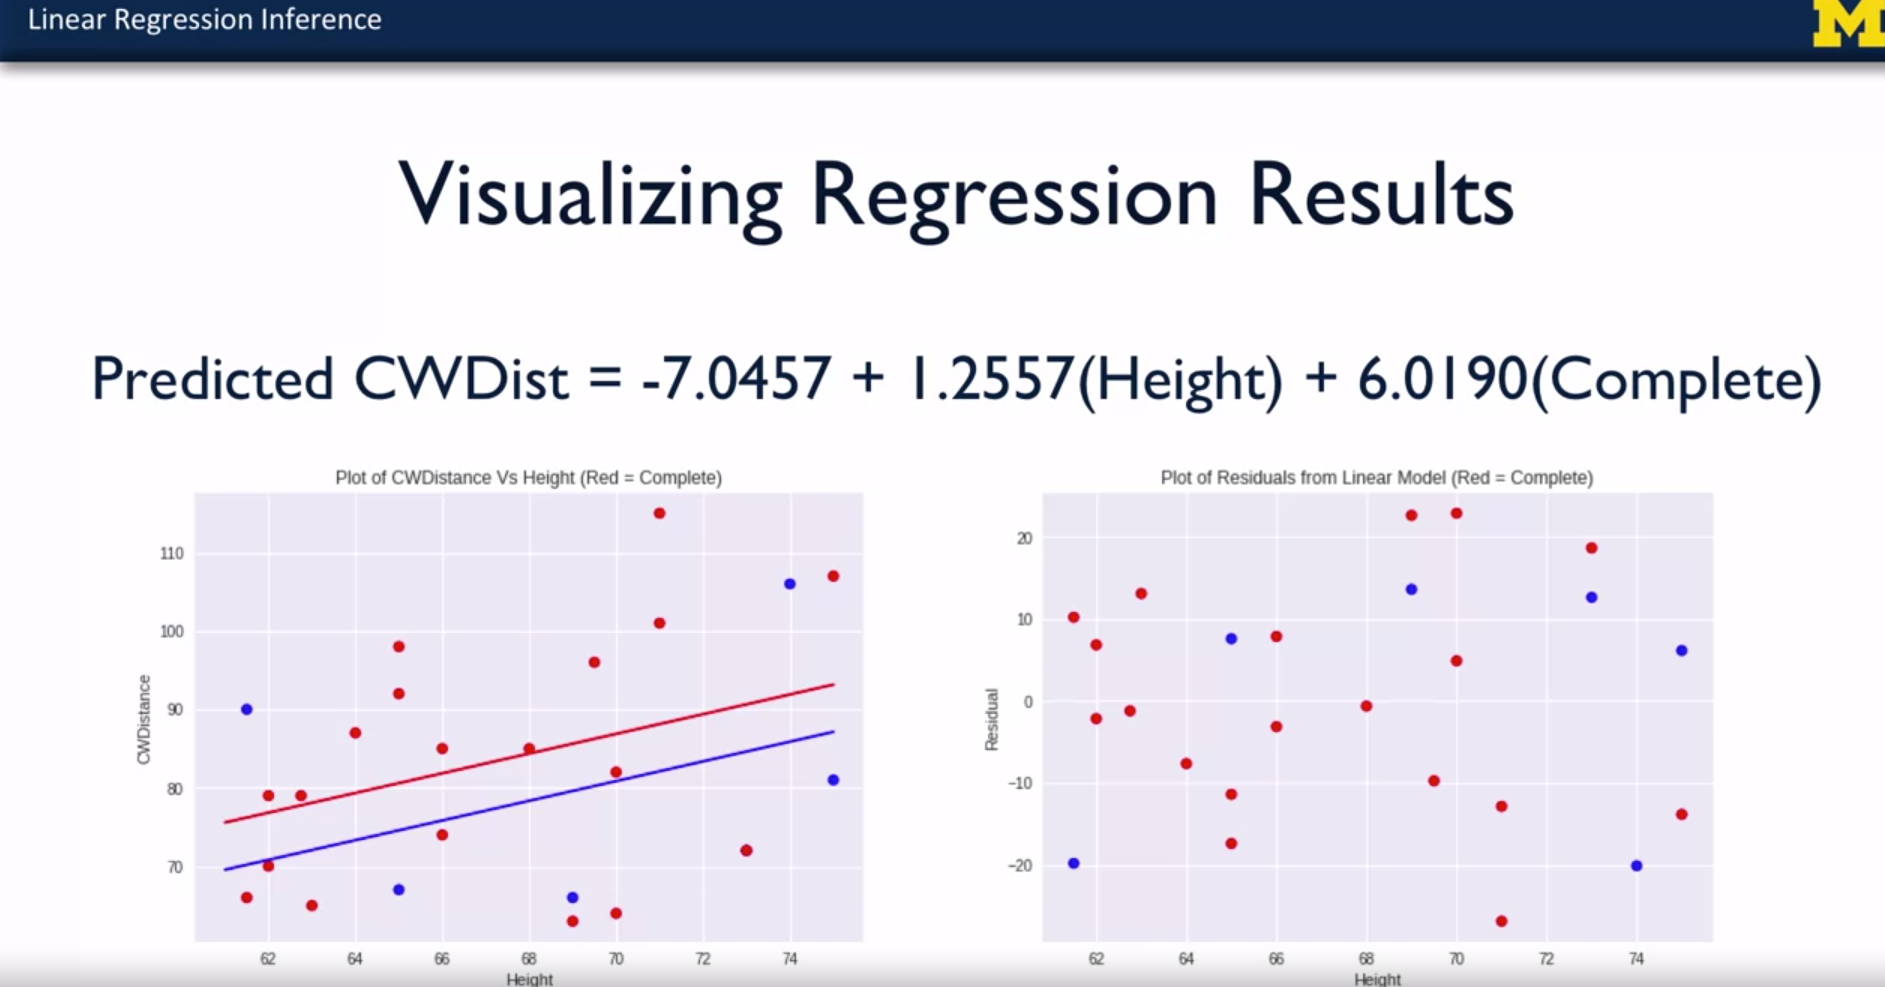 Linear Regression Inference
M
Visualizing Regression Results
Predicted CWDist = -7.0457 + 1.2557(Height) + 6.0190(Complete)
Plot of CWDistance Vs Height (Red = Complete)
110
100
90
80
70
CWDistance
62 64 66 68 70 72 74
Height
Plot of Residuals from Linear Model (Red = Complete)
20
10
0
−10
−20
Residual
62 64 66 68 70 72 74
Height